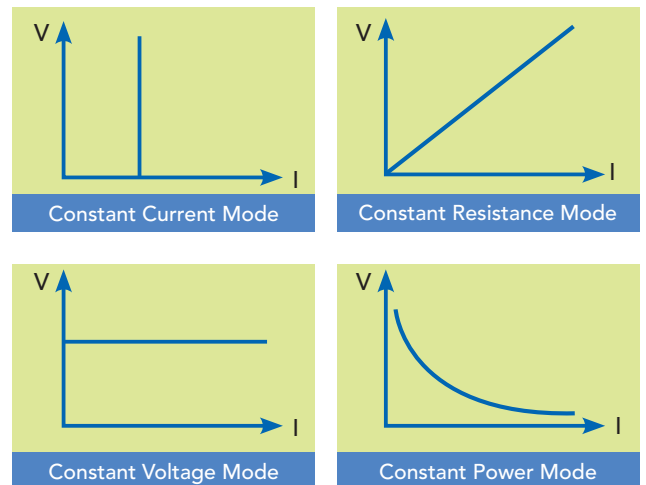 V
I
Constant Current Mode
V
I
Constant Resistance Mode
V
I
Constant Voltage Mode
V
I
Constant Power Mode